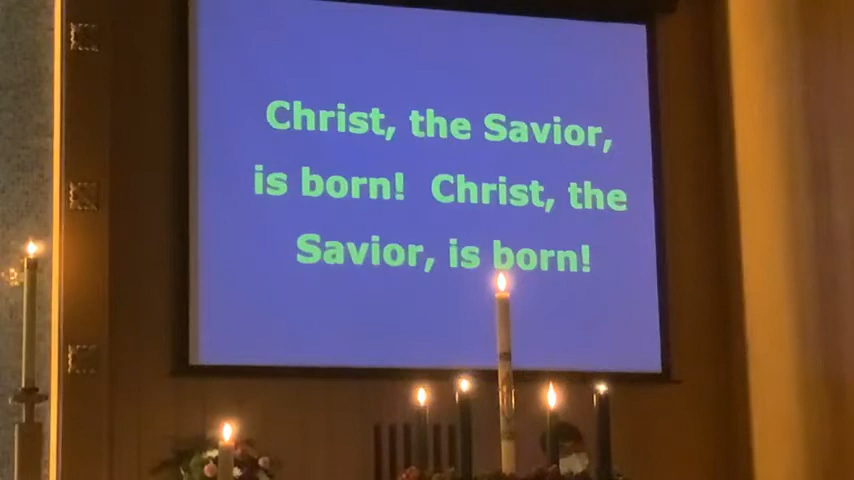 Christ, the Savior,
is born! Christ, the
Savior, is born!